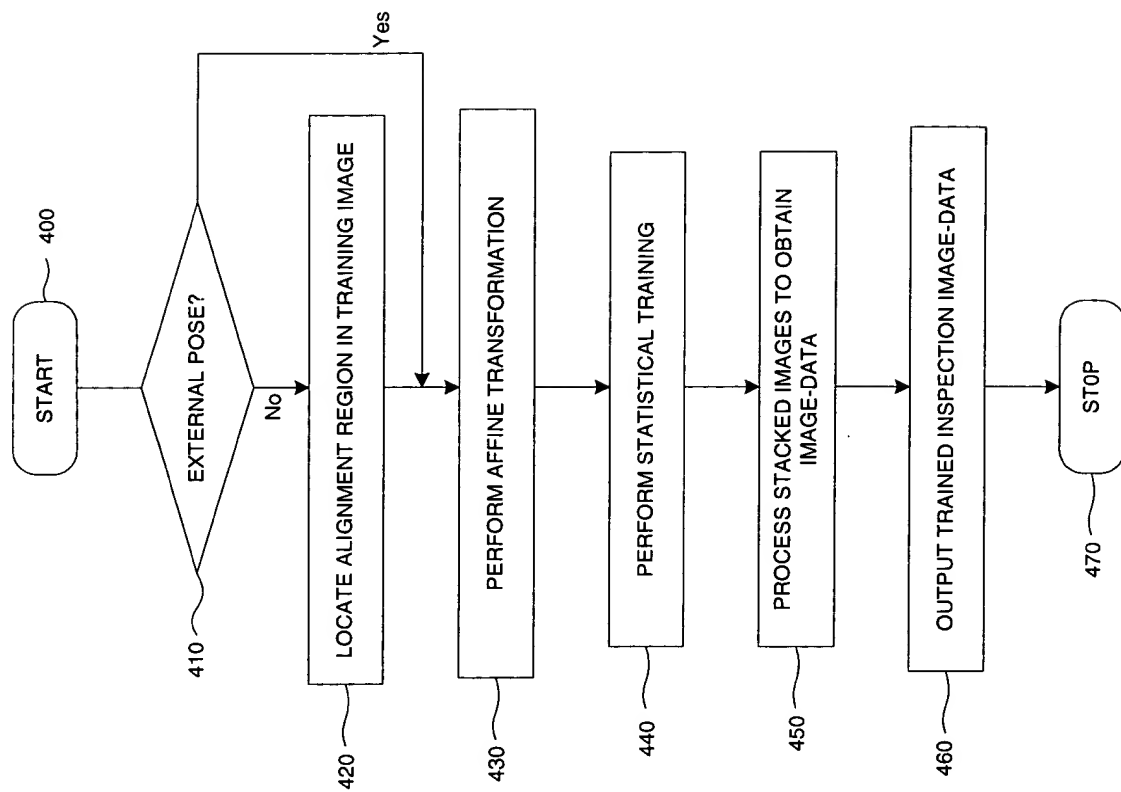 START
400
EXTERNAL POSE?
410
Yes
No
LOCATE ALIGNMENT REGION IN TRAINING IMAGE
420
PERFORM AFFINE TRANSFORMATION
430
PERFORM STATISTICAL TRAINING
440
PROCESS STACKED IMAGES TO OBTAIN
IMAGE-DATA
450
OUTPUT TRAINED INSPECTION IMAGE-DATA
460
STOP
470